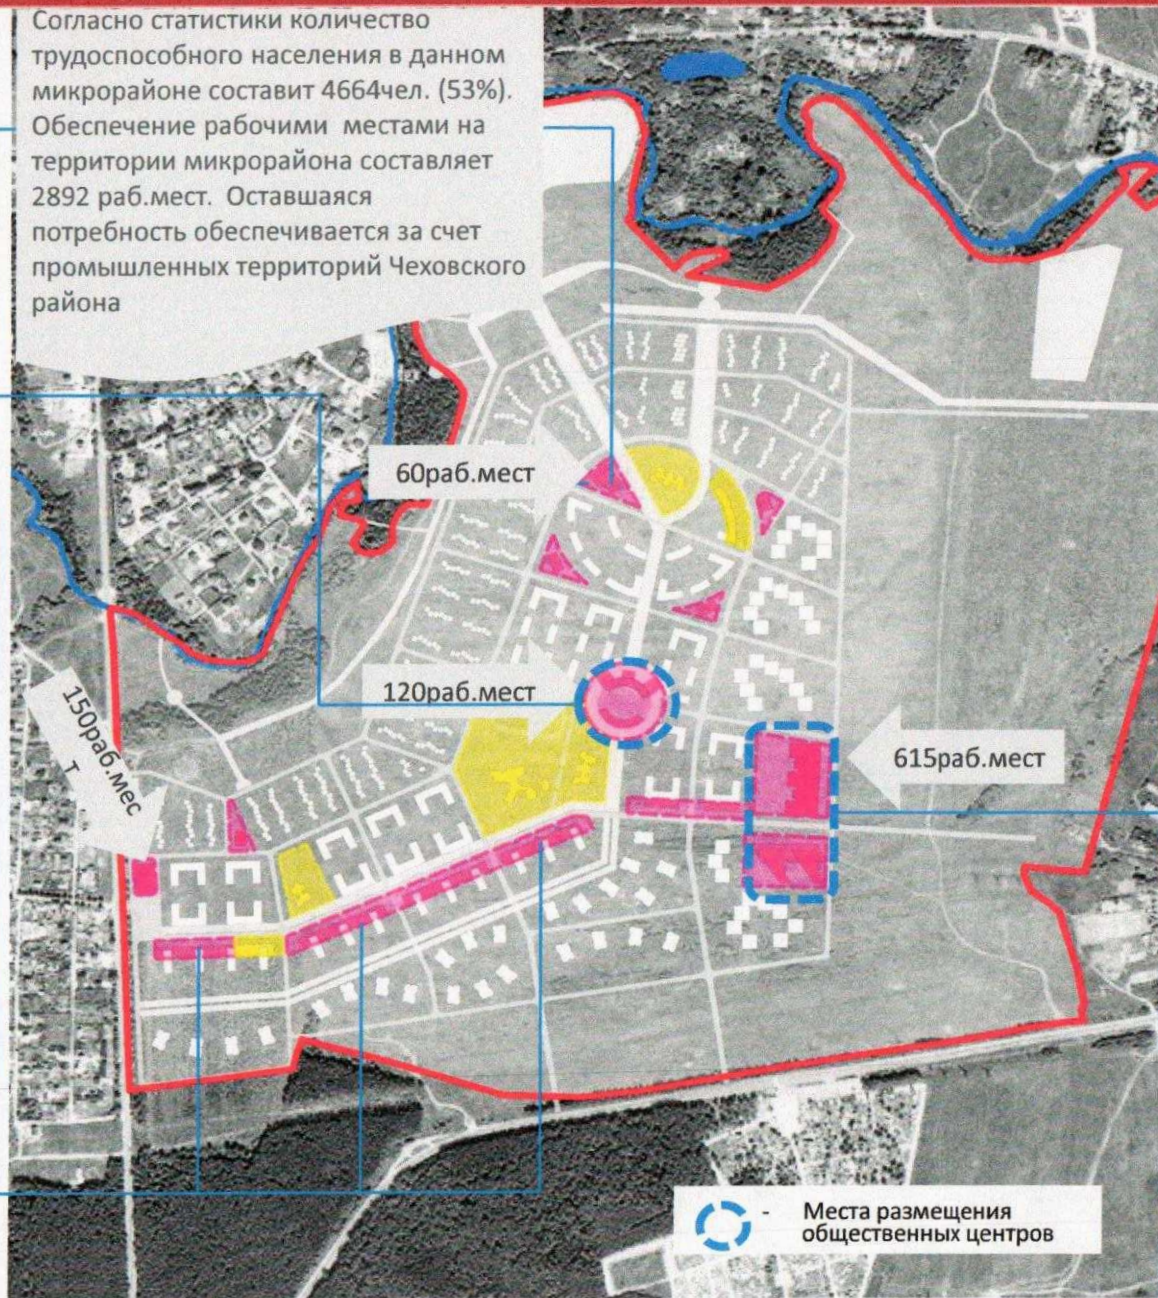 Согласно статистики количество
трудоспособного населения в данном
микрорайоне составит 4664чел. (53%).
Обеспечение рабочими  местами на
территории микрорайона составляет
2892 раб.мест.  Оставшаяся
потребность обеспечивается за счет
промышленных территорий Чеховского
района
60раб.мест
120раб.мест
150раб.мес
т
615раб.мест
- Места размещения
общественных центров